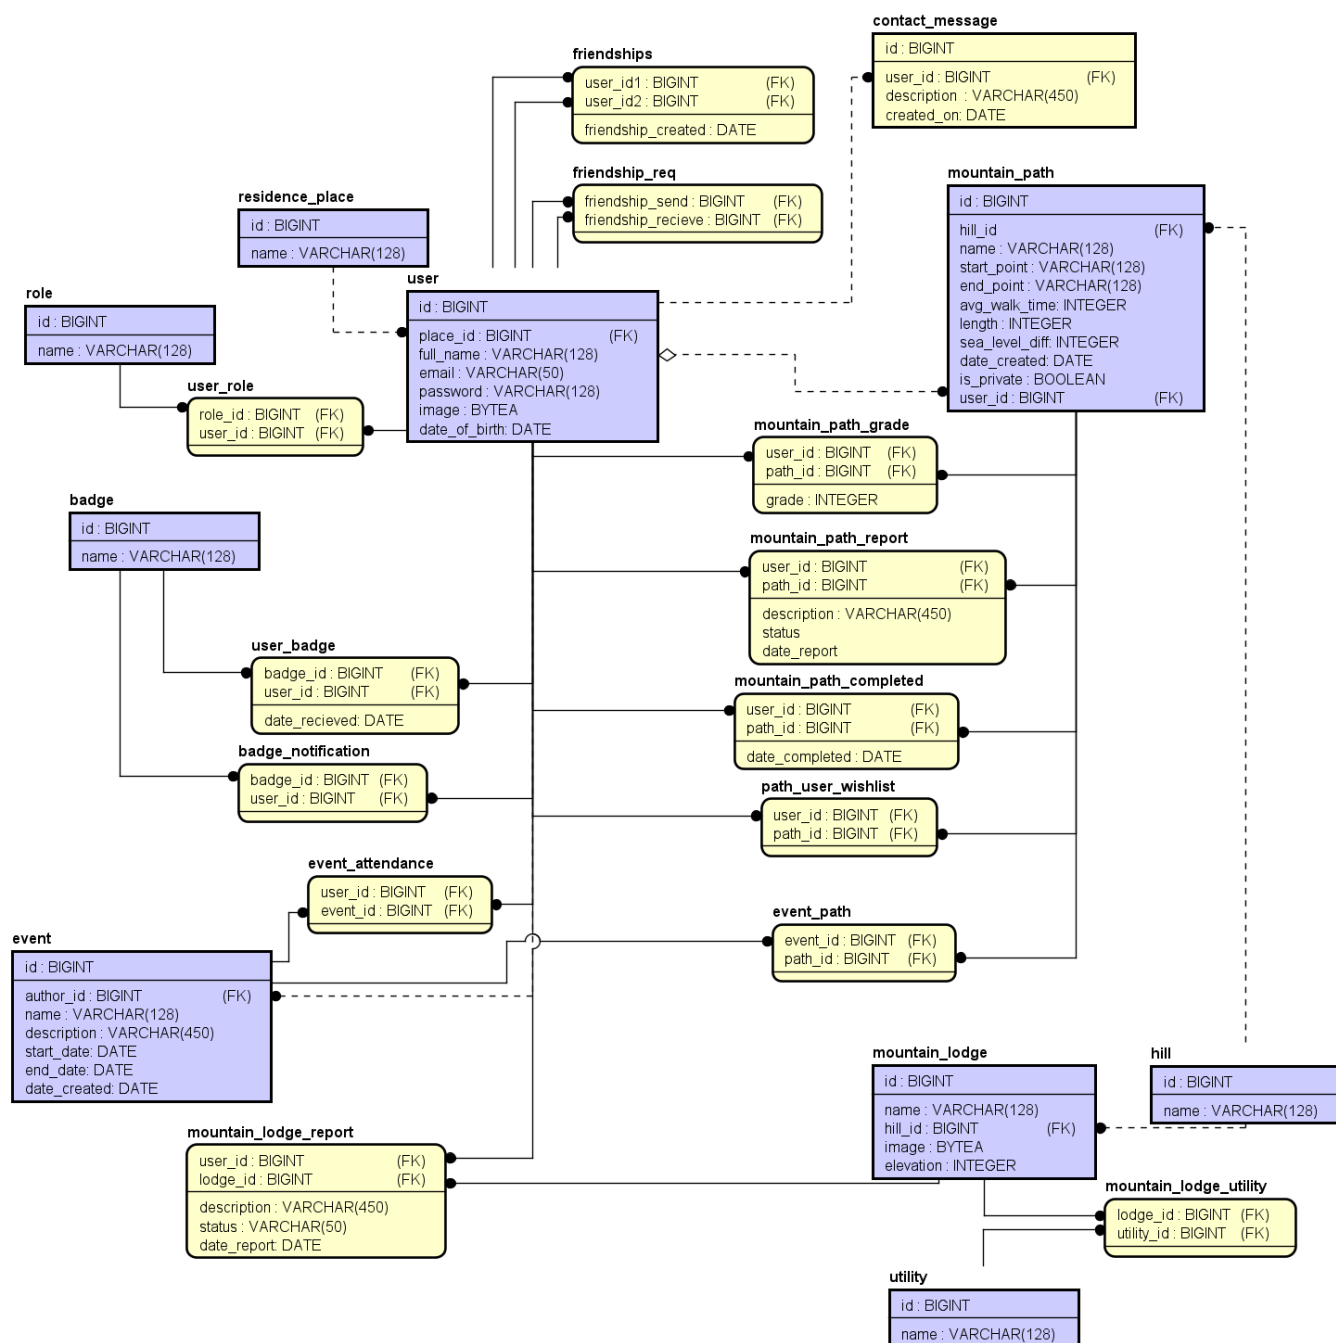 contact_message
id : BIGINT
user_id : BIGINT (FK)
description : VARCHAR(450)
created_on: DATE
friendships
user_id1 : BIGINT (FK)
user_id2 : BIGINT (FK)
friendship_created : DATE
friendship_req
friendship_send : BIGINT (FK)
friendship_recieve : BIGINT (FK)
mountain_path
id : BIGINT
hill_id (FK)
name : VARCHAR(128)
start_point : VARCHAR(128)
end_point : VARCHAR(128)
avg_walk_time: INTEGER
length : INTEGER
sea_level_diff: INTEGER
date_created: DATE
is_private : BOOLEAN
user_id : BIGINT (FK)
residence_place
id : BIGINT
name : VARCHAR(128)
user
id : BIGINT
place_id : BIGINT (FK)
full_name : VARCHAR(128)
email : VARCHAR(50)
password : VARCHAR(128)
image : BYTEA
date_of_birth: DATE
role
id : BIGINT
name : VARCHAR(128)
user_role
role_id : BIGINT (FK)
user_id : BIGINT (FK)
mountain_path_grade
user_id : BIGINT (FK)
path_id : BIGINT (FK)
grade : INTEGER
badge
id : BIGINT
name : VARCHAR(128)
mountain_path_report
user_id : BIGINT (FK)
path_id : BIGINT (FK)
description : VARCHAR(450)
status
date_report
user_badge
badge_id : BIGINT (FK)
user_id : BIGINT (FK)
date_recieved: DATE
mountain_path_completed
user_id : BIGINT (FK)
path_id : BIGINT (FK)
date_completed : DATE
badge_notification
badge_id : BIGINT (FK)
user_id : BIGINT (FK)
path_user_wishlist
user_id : BIGINT (FK)
path_id : BIGINT (FK)
event_attendance
user_id : BIGINT (FK)
event_id : BIGINT (FK)
event_path
event_id : BIGINT (FK)
path_id : BIGINT (FK)
event
id : BIGINT
author_id : BIGINT (FK)
name : VARCHAR(128)
description : VARCHAR(450)
start_date: DATE
end_date: DATE
date_created: DATE
mountain_lodge
id : BIGINT
name : VARCHAR(128)
hill_id : BIGINT (FK)
image : BYTEA
elevation : INTEGER
hill
id : BIGINT
name : VARCHAR(128)
mountain_lodge_report
user_id : BIGINT (FK)
lodge_id : BIGINT (FK)
description : VARCHAR(450)
status : VARCHAR(50)
date_report: DATE
mountain_lodge_utility
lodge_id : BIGINT (FK)
utility_id : BIGINT (FK)
utility
id : BIGINT
name : VARCHAR(128)